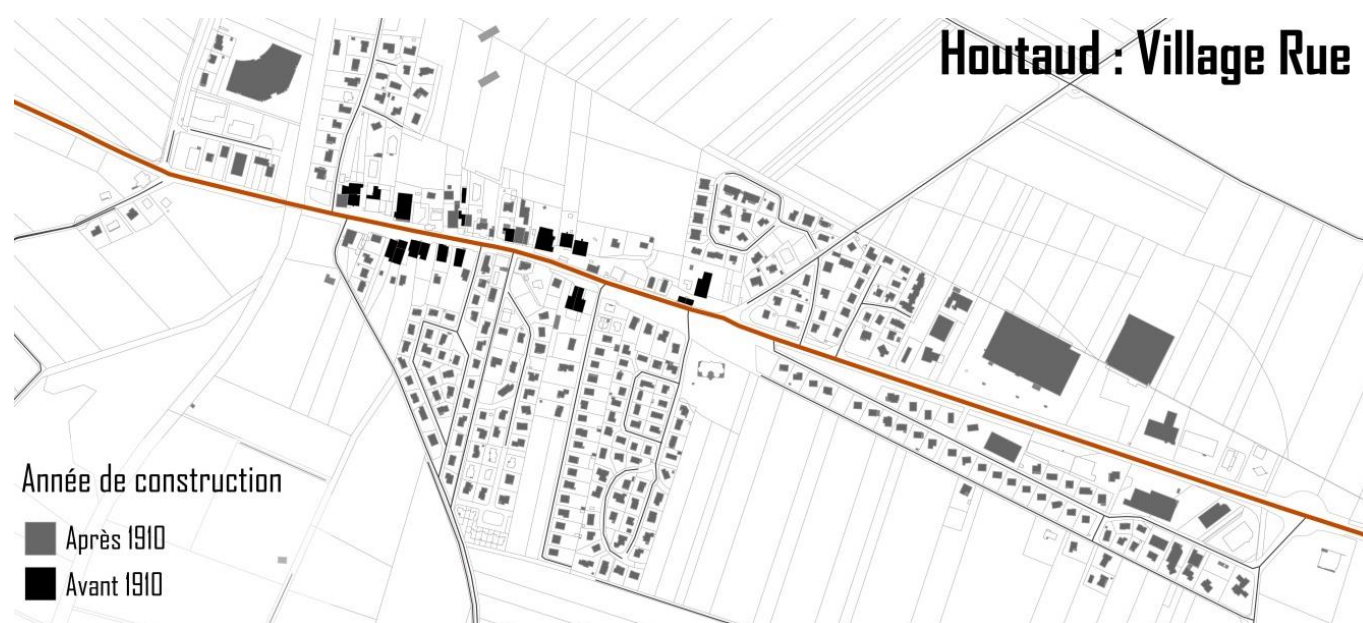 Houtaud : Village Rue
Année de construction
Après 1910
Avant 1910